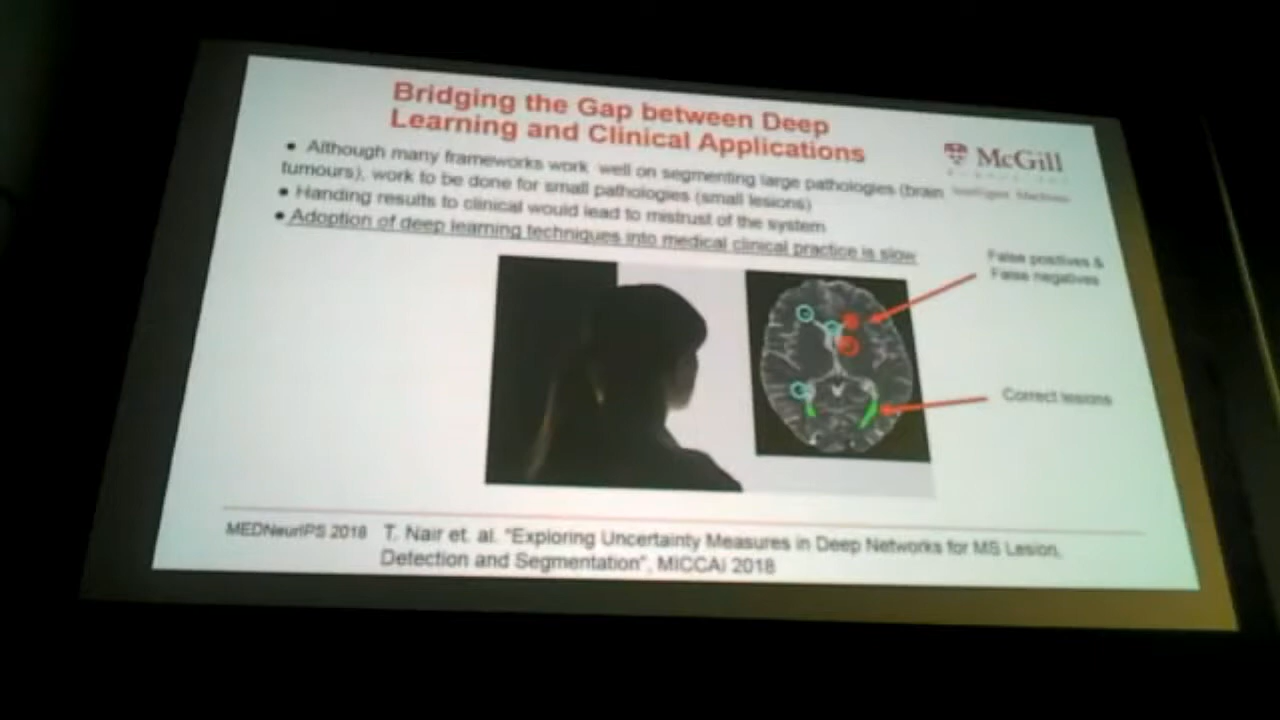 Bridging the Gap between Deep
Learning and Clinical Applications
McGill
• Although many frameworks work well on segmenting large pathologies (brain
tumours), work to be done for small pathologies (small lesions)
• Handing results to clinical would lead to mistrust of the system
• Adoption of deep learning techniques into medical clinical practice is slow
False positives &
False negatives
Correct lesions
MEDNeurIPS 2018
T. Nair et. al. "Exploring Uncertainty Measures in Deep Networks for MS Lesion
Detection and Segmentation", MICCAI 2018